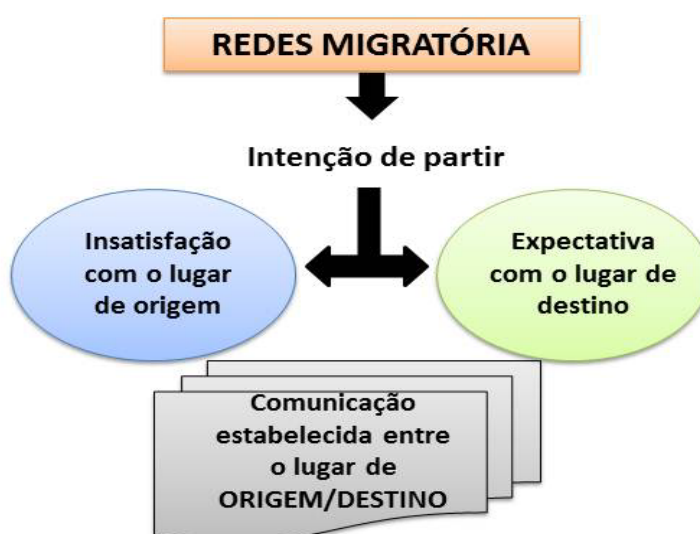 REDES MIGRATÓRIA
Intenção de partir
Insatisfação
com o lugar
de origem
Expectativa
com o lugar de
destino
Comunicação
estabelecida entre
o lugar de
ORIGEM/DESTINO